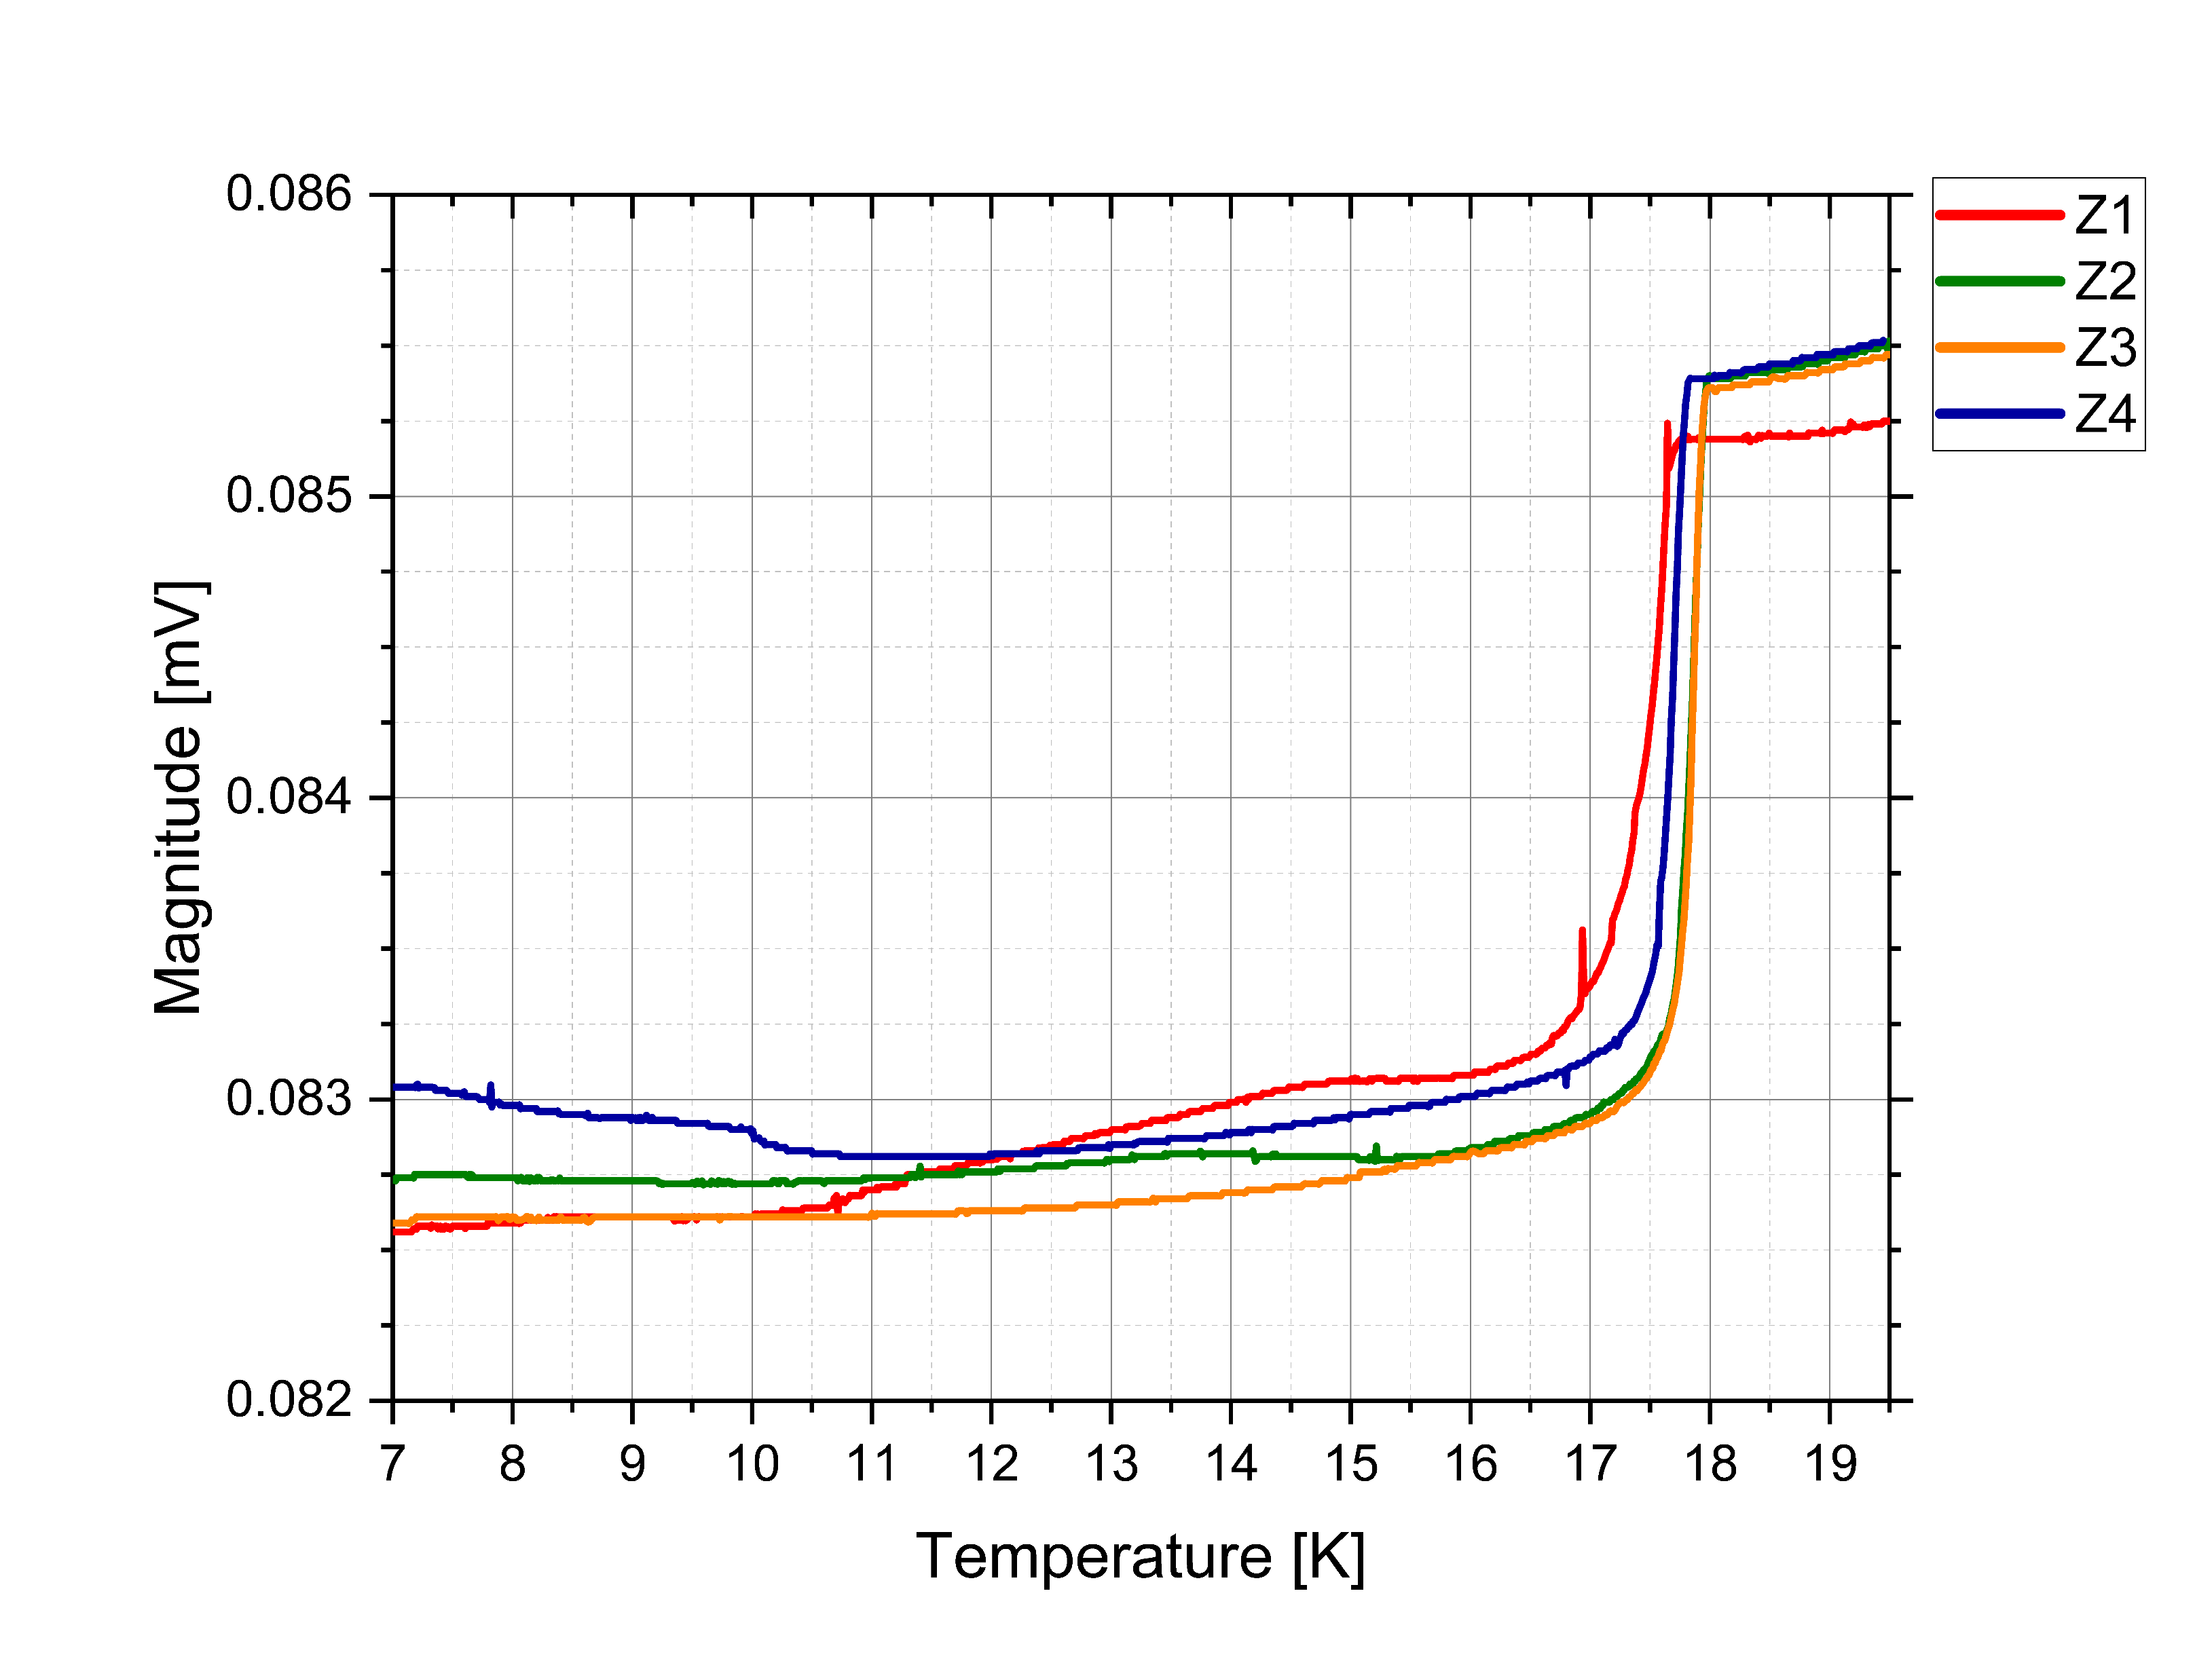 0.086
0.085
0.084
0.083
0.082
Magnitude [mV]
7 8 9 10 11 12 13 14 15 16 17 18 19
Temperature [K]
Z1
Z2
Z3
Z4